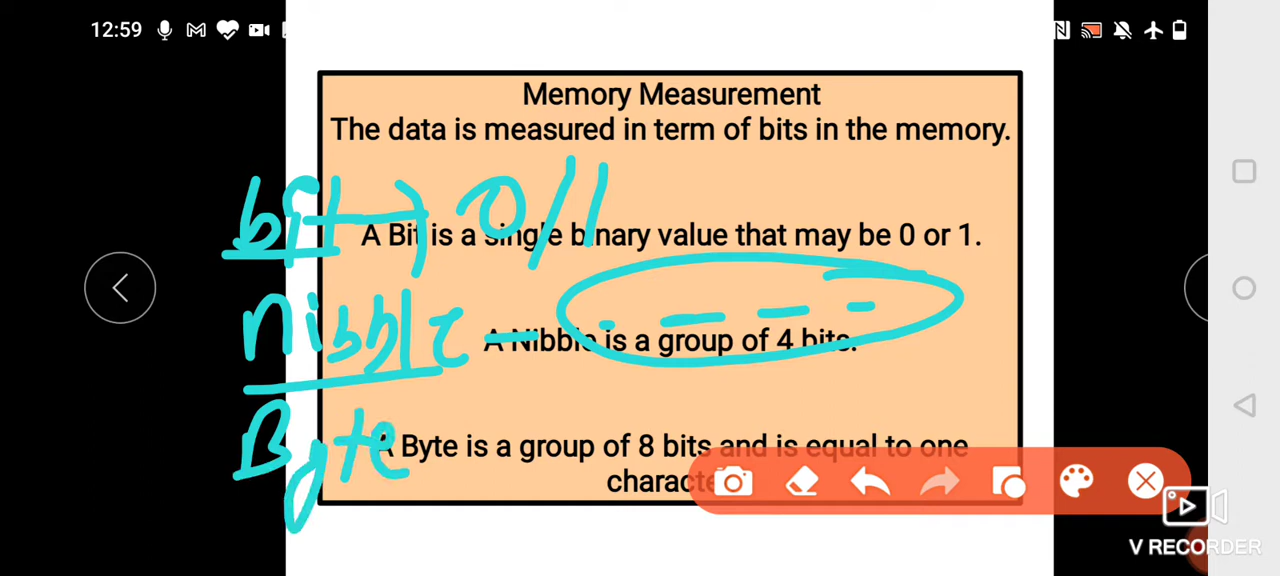 12:59
Memory Measurement
The data is measured in term of bits in the memory.
bit → 0/1
A Bit is a single binary value that may be 0 or 1.
Nibble -
A Nibble is a group of 4 bits.
Byte
A Byte is a group of 8 bits and is equal to one
V RECORDER